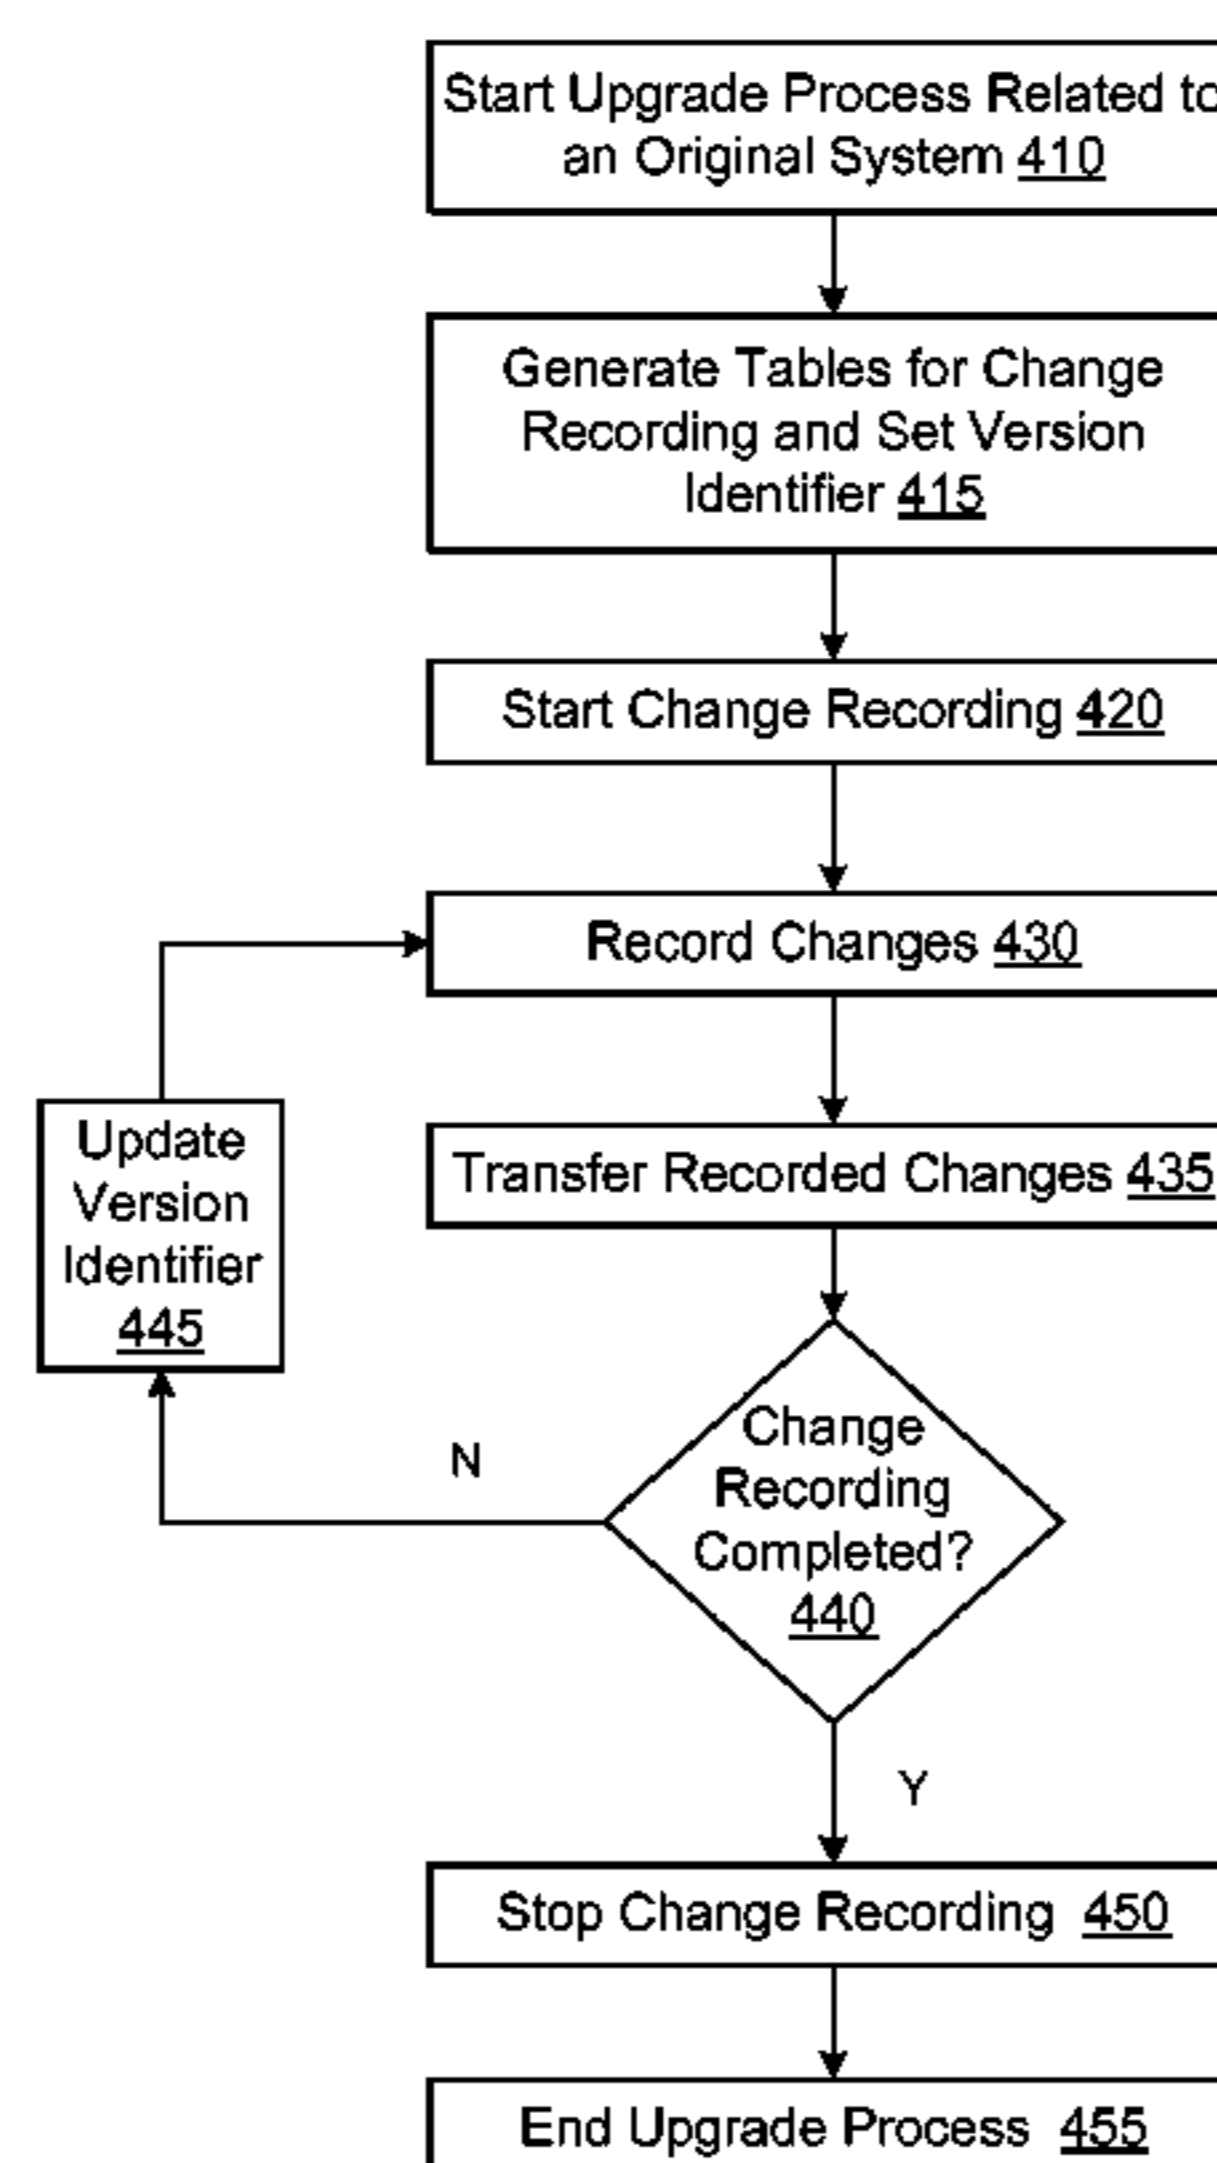 Start Upgrade Process Related to
an Original System 410
Generate Tables for Change
Recording and Set Version
Identifier 415
Start Change Recording 420
Record Changes 430
Transfer Recorded Changes 435
Update
Version
Identifier
445
Change
Recording
Completed?
440
N
Y
Stop Change Recording 450
End Upgrade Process 455